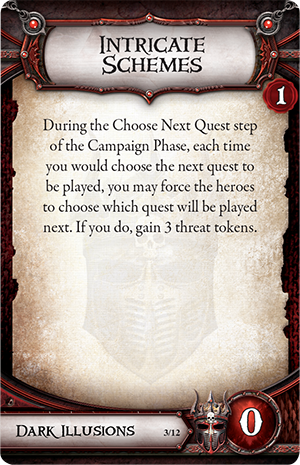 Intricate
Schemes
1
During the Choose Next Quest step
of the Campaign Phase, each time
you would choose the next quest to
be played, you may force the heroes
to choose which quest will be played
next. If you do, gain 3 threat tokens.
Dark Illusions 3/12 0